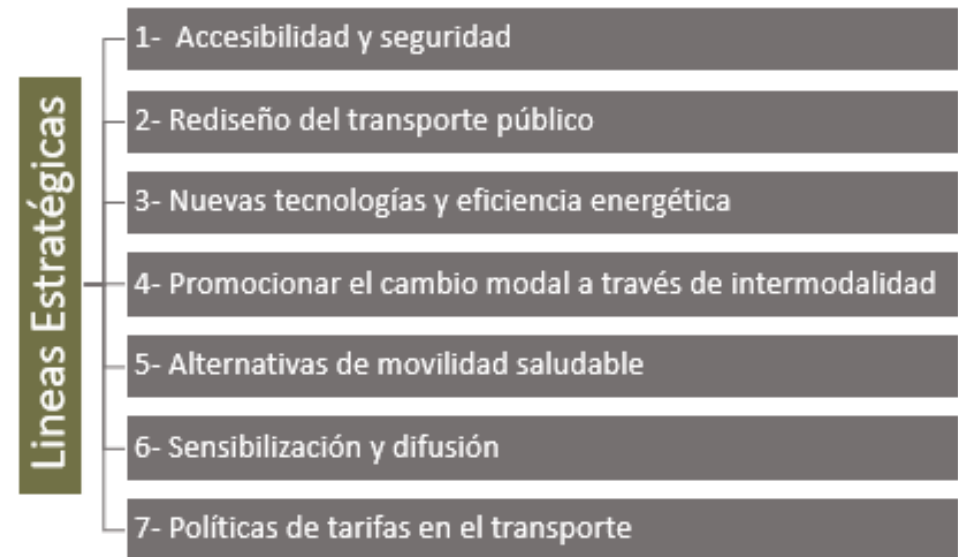 Lineas Estratégicas
1- Accesibilidad y seguridad
2- Rediseño del transporte público
3- Nuevas tecnologías y eficiencia energética
4- Promocionar el cambio modal a través de intermodalidad
5- Alternativas de movilidad saludable
6- Sensibilización y difusión
7- Políticas de tarifas en el transporte